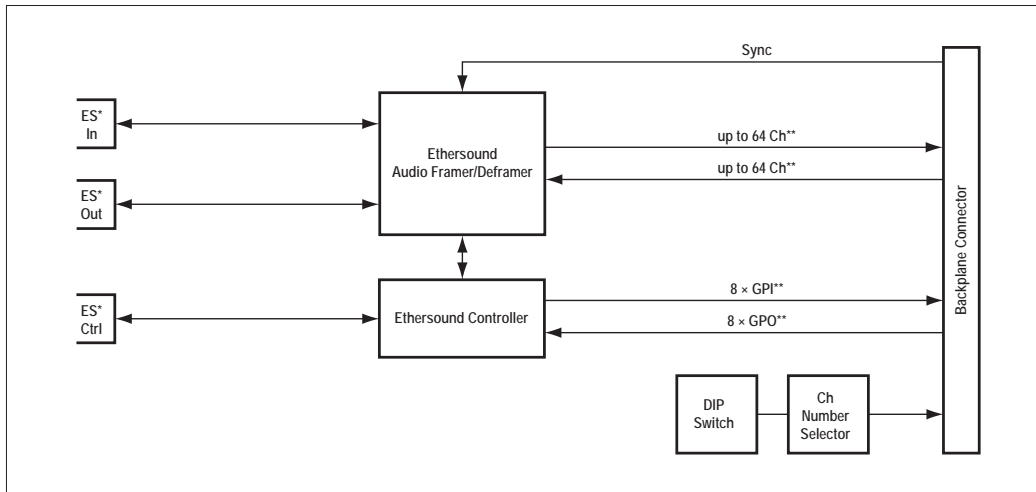 Sync
ES*
In
Ethersound
Audio Framer/Deframer
up to 64 Ch**
up to 64 Ch**
ES*
Out
ES*
Ctrl
Ethersound Controller
8 × GPI**
8 × GPO**
DIP
Switch
Ch
Number
Selector
Backplane Connector